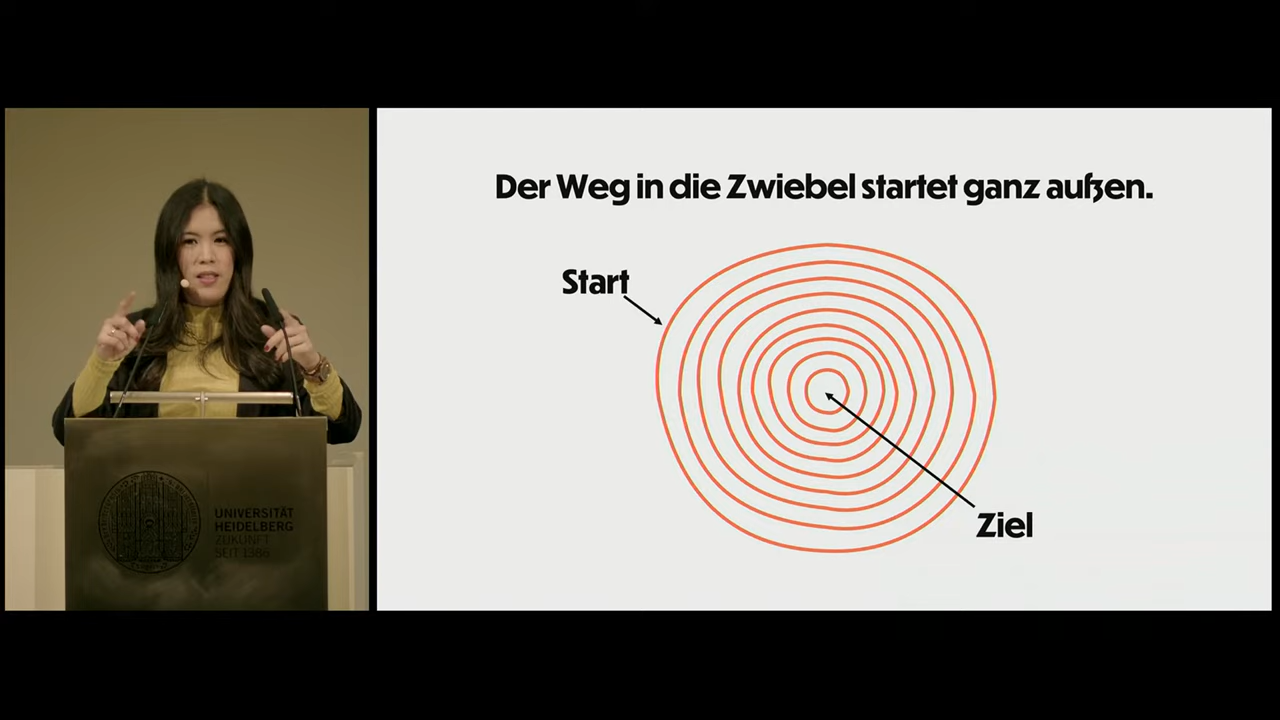 Der Weg in die Zwiebel startet ganz außen.
Start
Ziel
UNIVERSITÄT
HEIDELBERG
ZUKUNFT
SEIT 1386